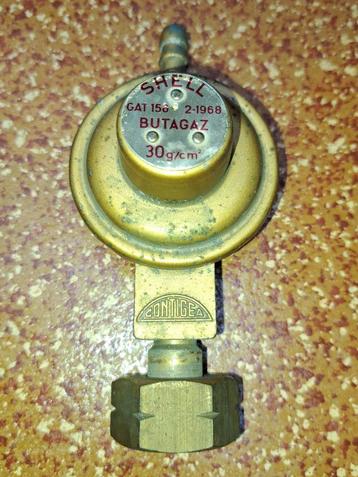 SHELL
GAT 156 2-1968
BUTAGAZ
30g/cm²
CONTIGEA